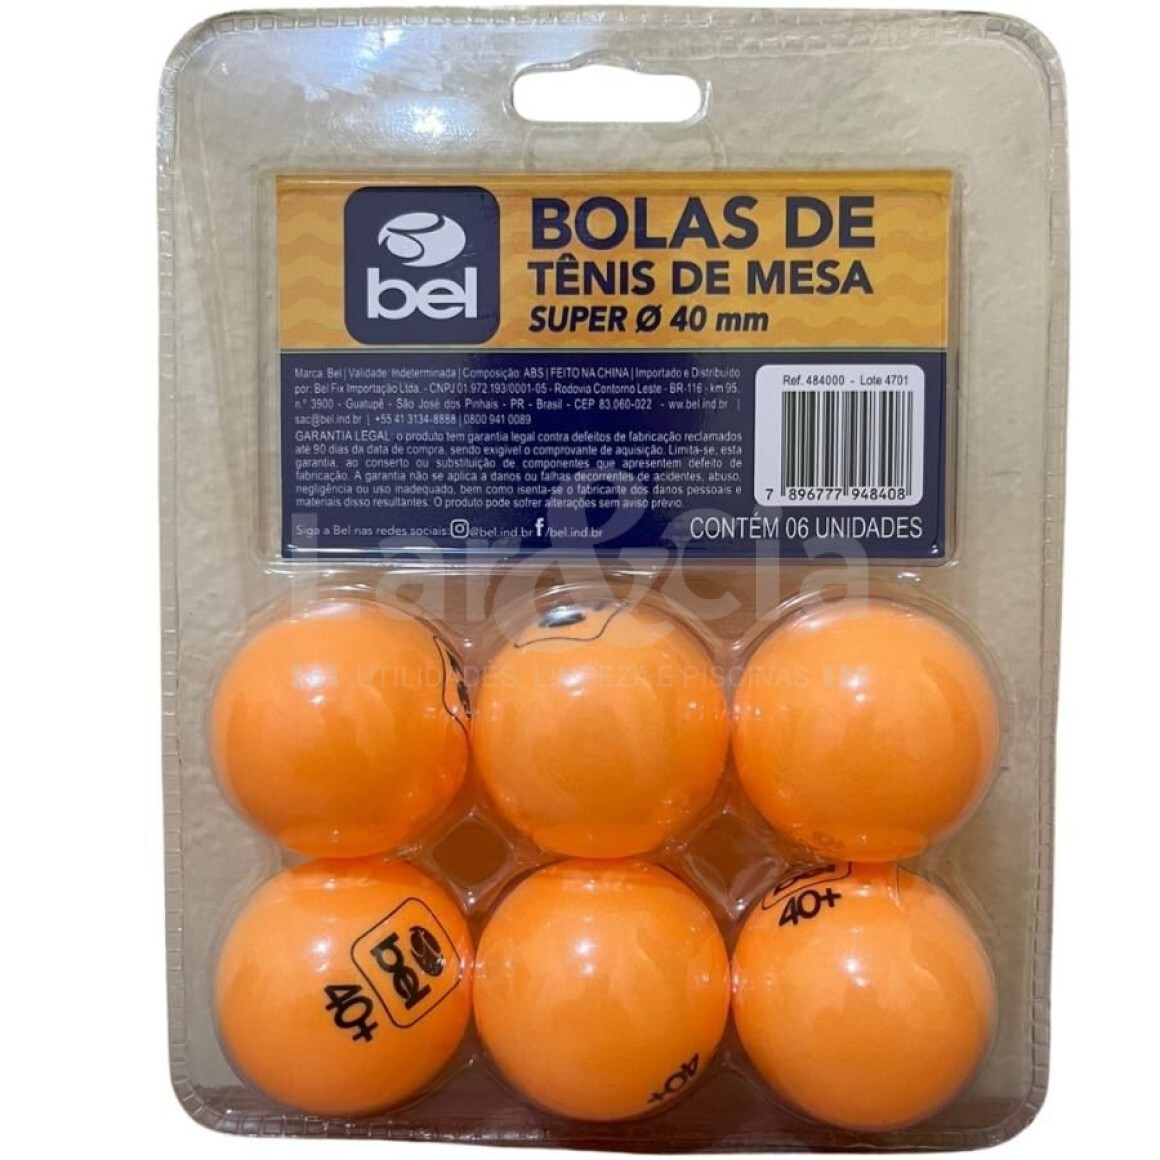 bel
BOLAS DE
TÊNIS DE MESA
SUPER Ø 40 mm
Marca: Bel | Validade: Indeterminada | Composição: ABS | FEITO NA CHINA | Importado e Distribuído
por: Bel Fix Importação Ltda. - CNPJ 01.972.193/0001-05 - Rodovia Contorno Leste - BR-116 - km 95,
n.º 3900 - Guatupê - São José dos Pinhais - PR - Brasil - CEP 83.060-022 - ww.bel.ind.br |
sac@bel.ind.br | +55 41 3134-8888 | 0800 941 0089
GARANTIA LEGAL: o produto tem garantia legal contra defeitos de fabricação reclamados
até 90 dias da data de compra, sendo exigível o comprovante de aquisição. Limita-se, esta
garantia, ao conserto ou substituição de componentes que apresentem defeito de
fabricação. A garantia não se aplica a danos ou falhas decorrentes de acidentes, abuso,
negligência ou uso inadequado, bem como isenta-se o fabricante dos danos pessoais e
materiais disso resultantes. O produto pode sofrer alterações sem aviso prévio.
Siga a Bel nas redes sociais: @bel.ind.br f /bel.ind.br
Ref. 484000 - Lote 4701
7 896777 948408
CONTÉM 06 UNIDADES
Lar&Cia
UTILIDADES, LIMPEZA E PISCINAS
bel
40+
40+
bel
40+